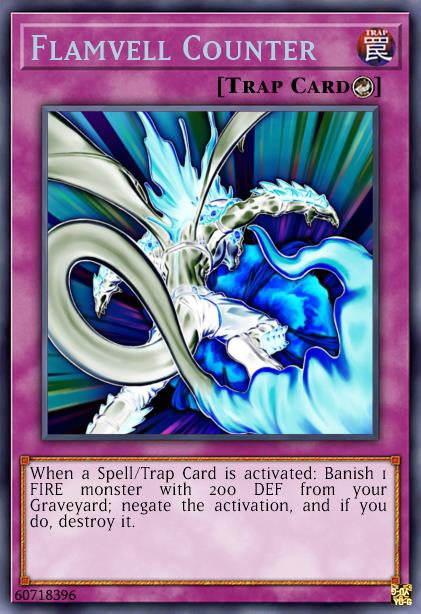 Flamvell Counter
TRAP
罠
[Trap Card]
When a Spell/Trap Card is activated: Banish 1
FIRE monster with 200 DEF from your
Graveyard; negate the activation, and if you
do, destroy it.
60718396